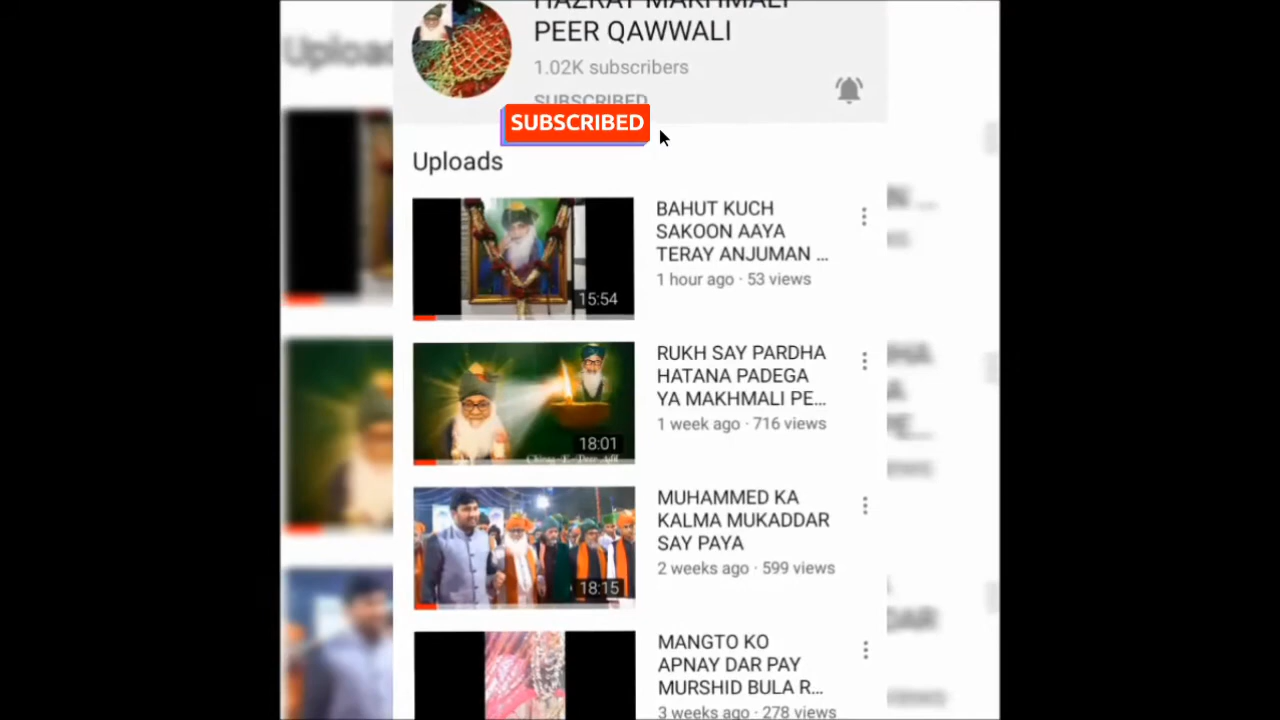 HAZRAT MAKHMALI
PEER QAWWALI
1.02K subscribers
SUBSCRIBED
SUBSCRIBED
Uploads
BAHUT KUCH
SAKOON AAYA
TERAY ANJUMAN ...
1 hour ago · 53 views
15:54
RUKH SAY PARDHA
HATANA PADEGA
YA MAKHMALI PE...
1 week ago · 716 views
18:01
MUHAMMED KA
KALMA MUKADDAR
SAY PAYA
2 weeks ago · 599 views
18:15
MANGTO KO
APNAY DAR PAY
MURSHID BULA R...
3 weeks ago · 278 views